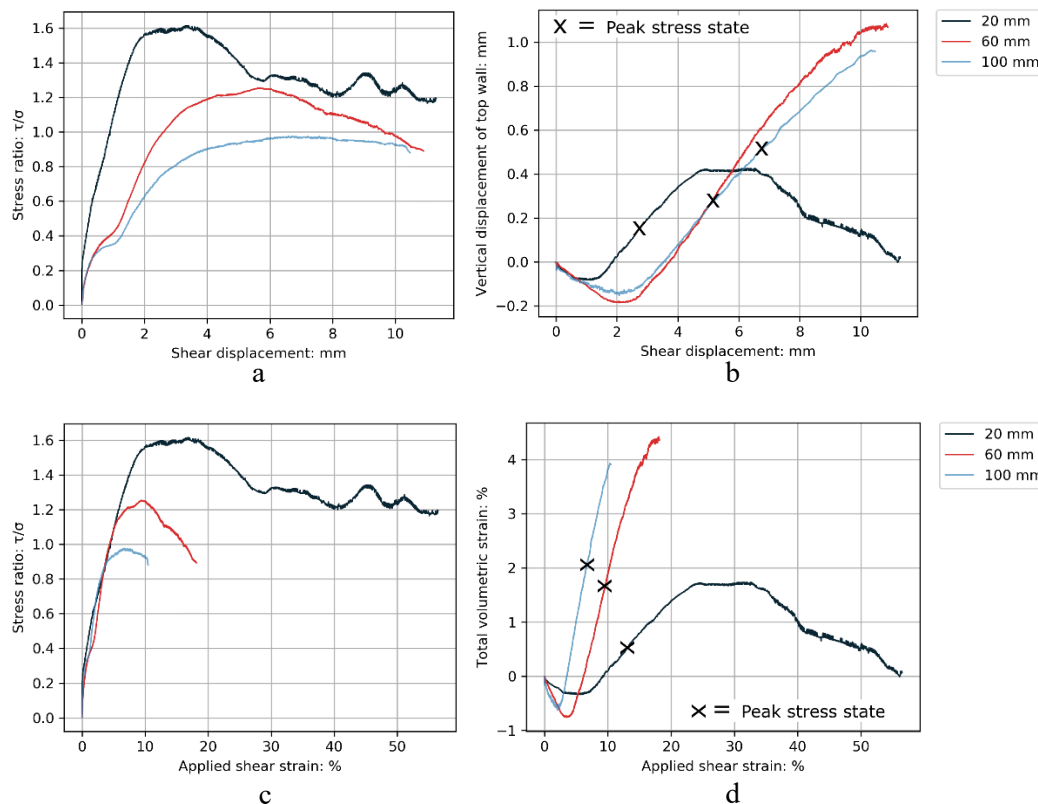 1.6
1.4
1.2
1.0
0.8
0.6
0.4
0.2
0.0
Stress ratio: τ/σ
0 2 4 6 8 10
Shear displacement: mm
a
X = Peak stress state
1.0
0.8
0.6
0.4
0.2
0.0
−0.2
Vertical displacement of top wall: mm
0 2 4 6 8 10
Shear displacement: mm
b
20 mm
60 mm
100 mm
1.6
1.4
1.2
1.0
0.8
0.6
0.4
0.2
0.0
Stress ratio: τ/σ
0 10 20 30 40 50
Applied shear strain: %
c
4
3
2
1
0
−1
Total volumetric strain: %
X = Peak stress state
0 10 20 30 40 50
Applied shear strain: %
d
20 mm
60 mm
100 mm